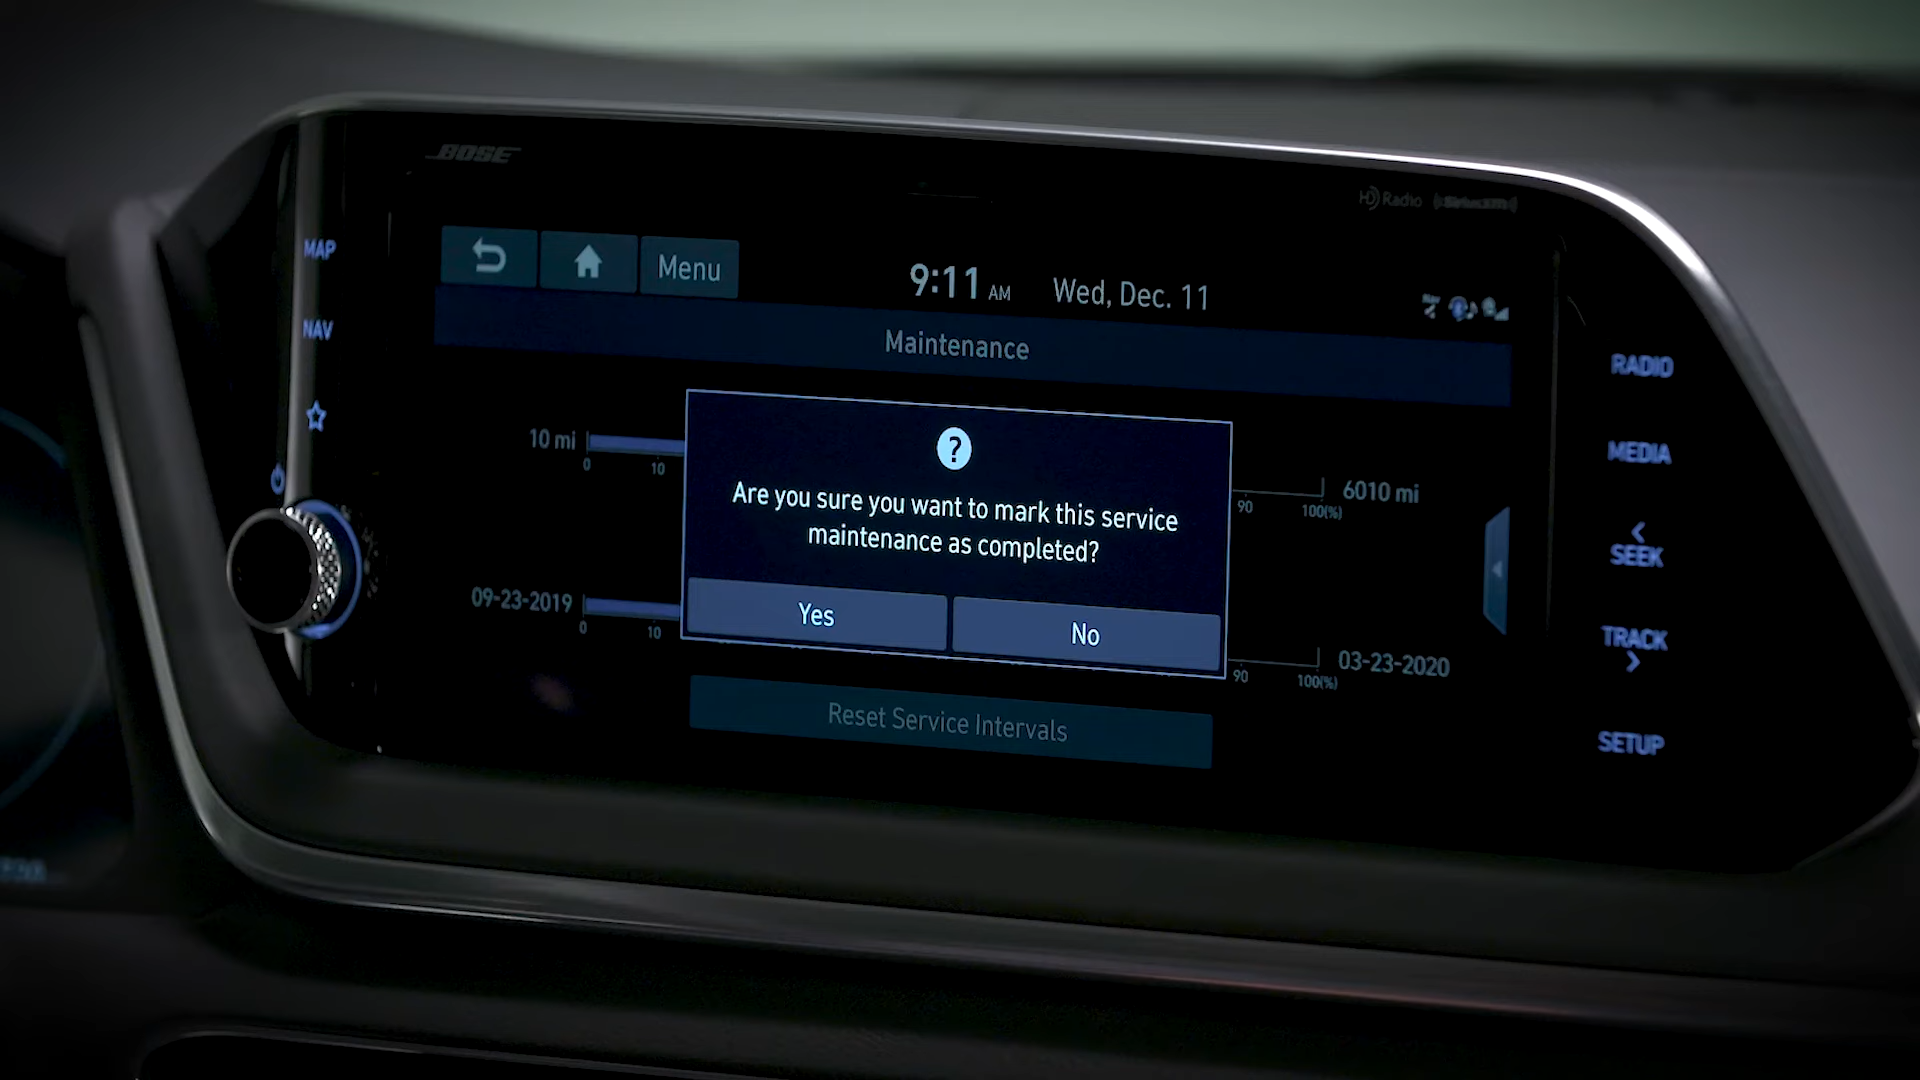 BOSE
HD Radio SiriusXM
MAP
NAV
Menu
9:11 AM Wed, Dec. 11
Maintenance
10 mi
0 10
90 100(%)
6010 mi
?
Are you sure you want to mark this service
maintenance as completed?
Yes No
09-23-2019
0 10
90 100(%)
03-23-2020
Reset Service Intervals
RADIO
MEDIA
SEEK
TRACK
SETUP